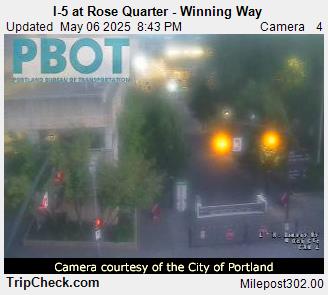 I-5 at Rose Quarter - Winning Way
Updated May 06 2025 8:43 PM Camera 4
PBOT
PORTLAND BUREAU OF TRANSPORTATION
Camera courtesy of the City of Portland
TripCheck.com Milepost302.00